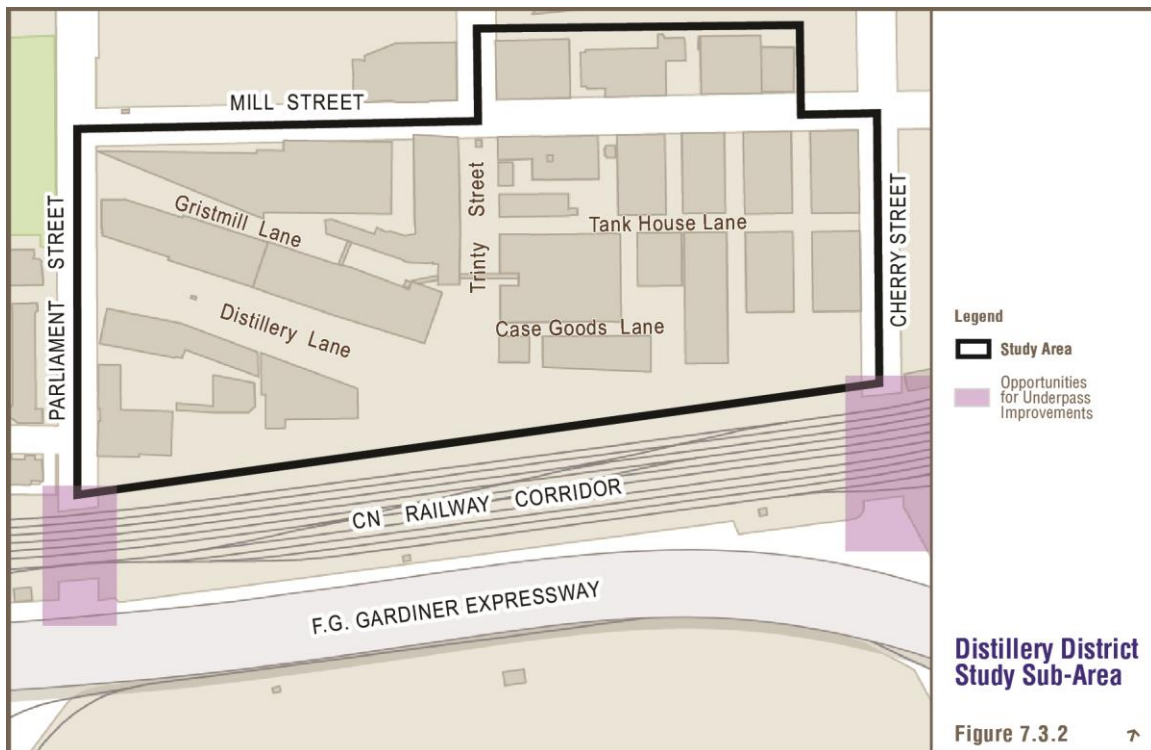 MILL STREET
PARLIAMENT STREET
Gristmill Lane
Trinty Street
Tank House Lane
Distillery Lane
Case Goods Lane
CHERRY STREET
CN RAILWAY CORRIDOR
F.G. GARDINER EXPRESSWAY
Legend
Study Area
Opportunities
for Underpass
Improvements
Distillery District
Study Sub-Area
Figure 7.3.2